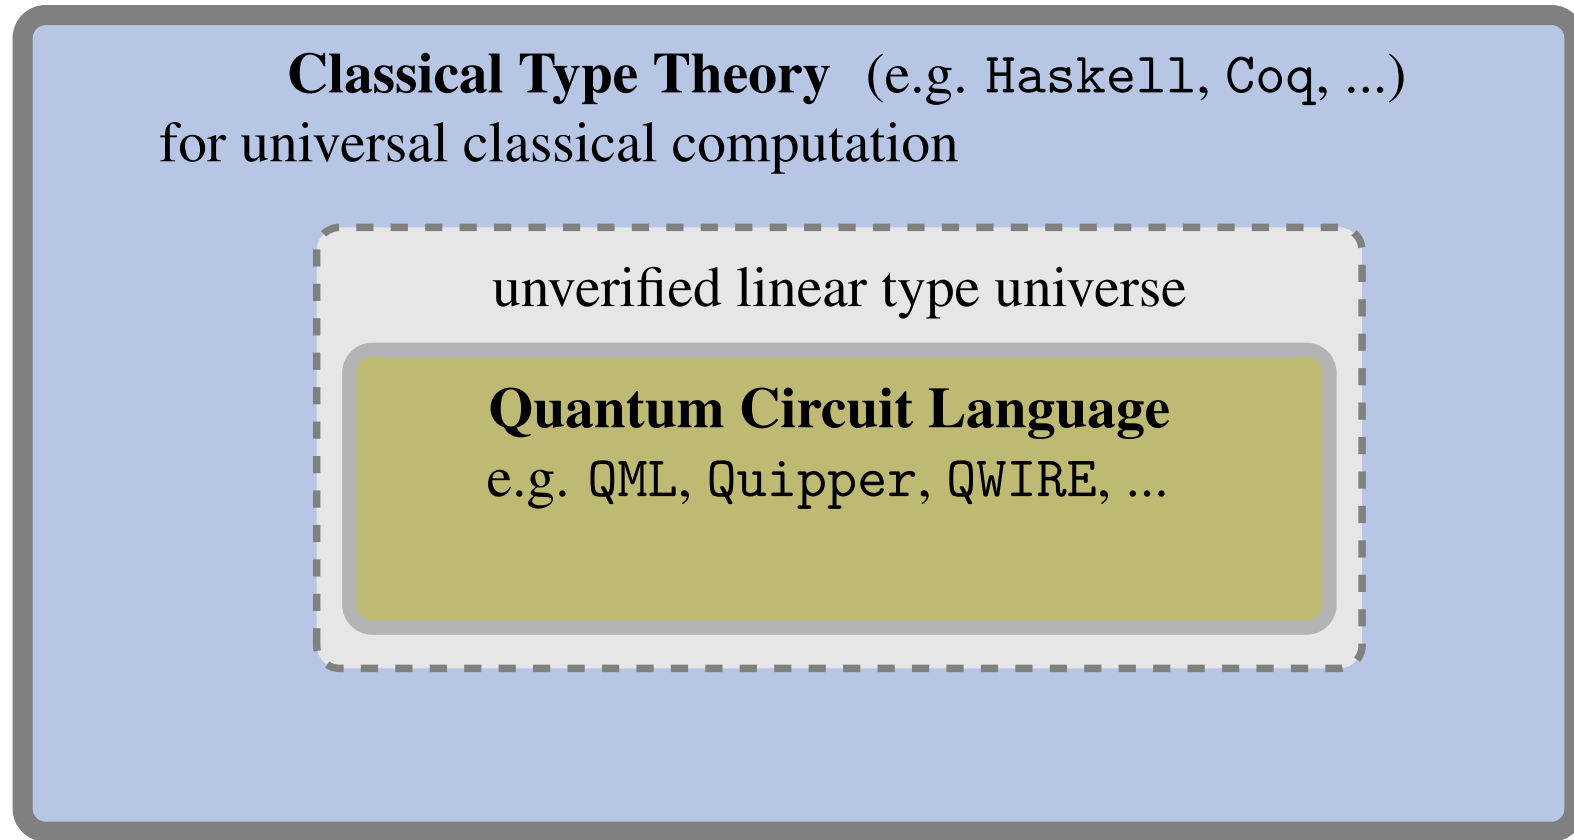 Classical Type Theory (e.g. Haskell, Coq, ...)
for universal classical computation
unverified linear type universe
Quantum Circuit Language
e.g. QML, Quipper, QWIRE, ...